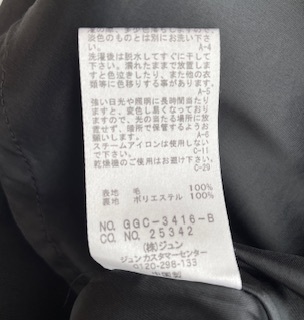 淡色のものとは別にお洗い下さい。
A-4
洗濯後は脱水してすぐに干して
下さい。濡れたままで放置しま
すと色泣きしたり、また他の衣
類等に色移りする事があります。
A-5
強い日光や照明に長時間当たり
ますと、変色し易くなっており
ますので、光の当たる場所に放
置せず、暗所で保管するようお
願いします。
A-6
スチームアイロンは使用しない
で下さい。
C-11
乾燥機のご使用はお避け下さい。
C-29
表地 毛 100%
裏地 ポリエステル 100%
NO. GGC-3416-B
CO. NO. 25342
(株)ジュン
ジュンカスタマーセンター
0120-298-133